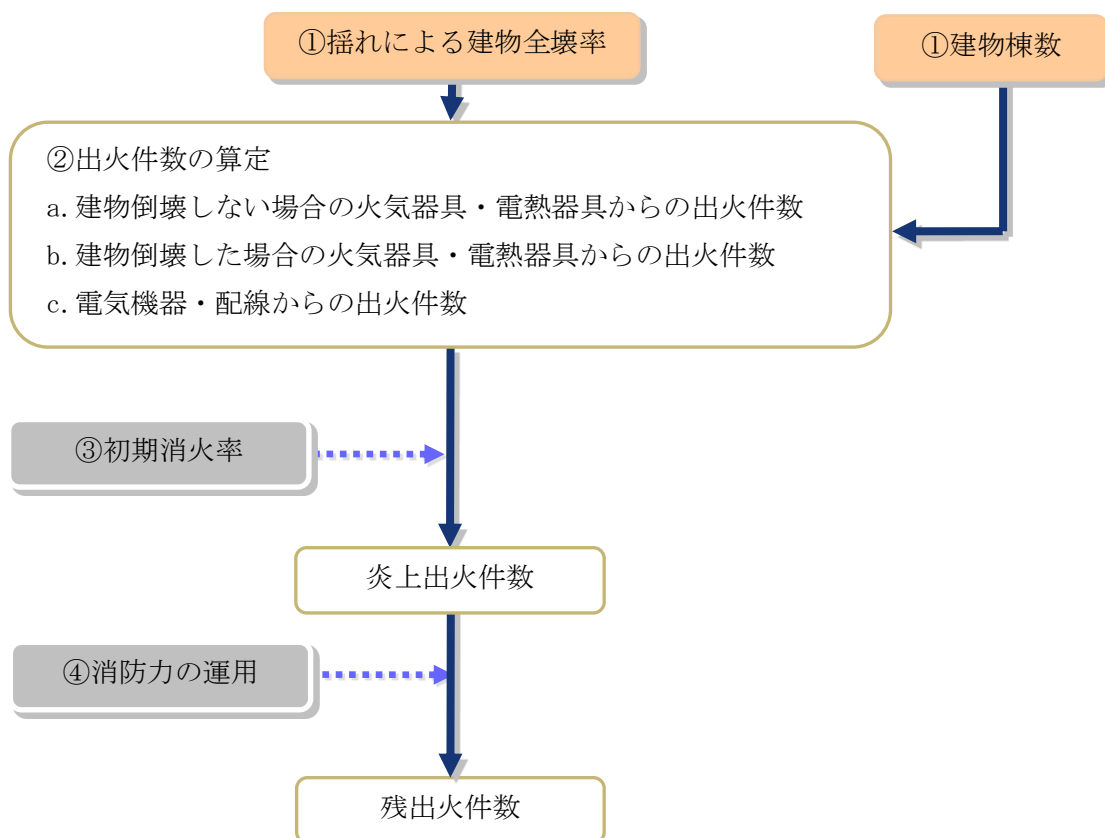 ①揺れによる建物全壊率
①建物棟数
②出火件数の算定
a.建物倒壊しない場合の火気器具・電熱器具からの出火件数
b.建物倒壊した場合の火気器具・電熱器具からの出火件数
c.電気機器・配線からの出火件数
③初期消火率
炎上出火件数
④消防力の運用
残出火件数